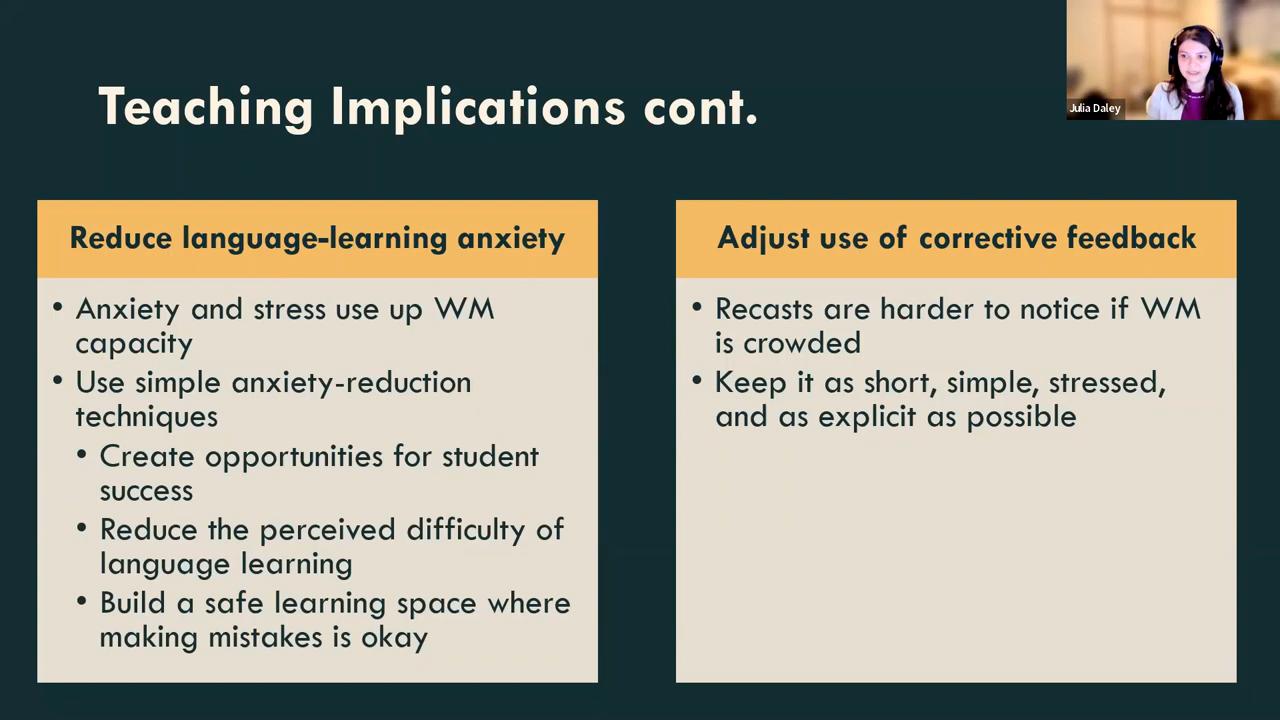 Teaching Implications cont.
Julia Daley
Reduce language-learning anxiety
• Anxiety and stress use up WM
capacity
• Use simple anxiety-reduction
techniques
• Create opportunities for student
success
• Reduce the perceived difficulty of
language learning
• Build a safe learning space where
making mistakes is okay
Adjust use of corrective feedback
• Recasts are harder to notice if WM
is crowded
• Keep it as short, simple, stressed,
and as explicit as possible